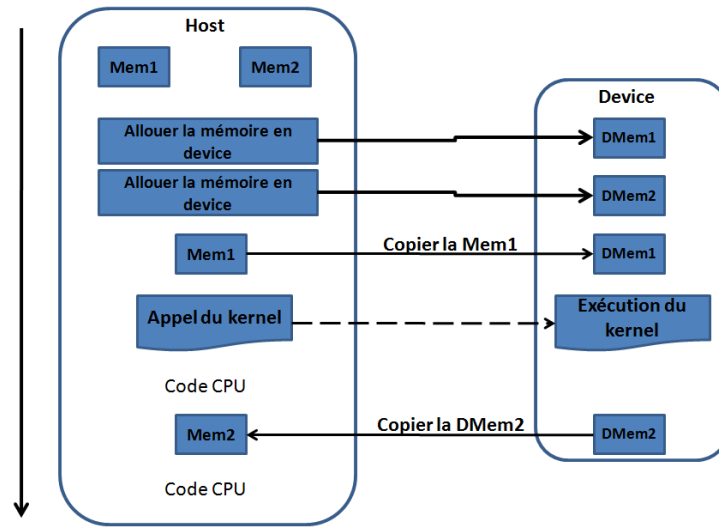 Host
Mem1
Mem2
Device
Allouer la mémoire en
device
DMem1
Allouer la mémoire en
device
DMem2
Mem1
Copier la Mem1
DMem1
Appel du kernel
Exécution du
kernel
Code CPU
Mem2
Copier la DMem2
DMem2
Code CPU